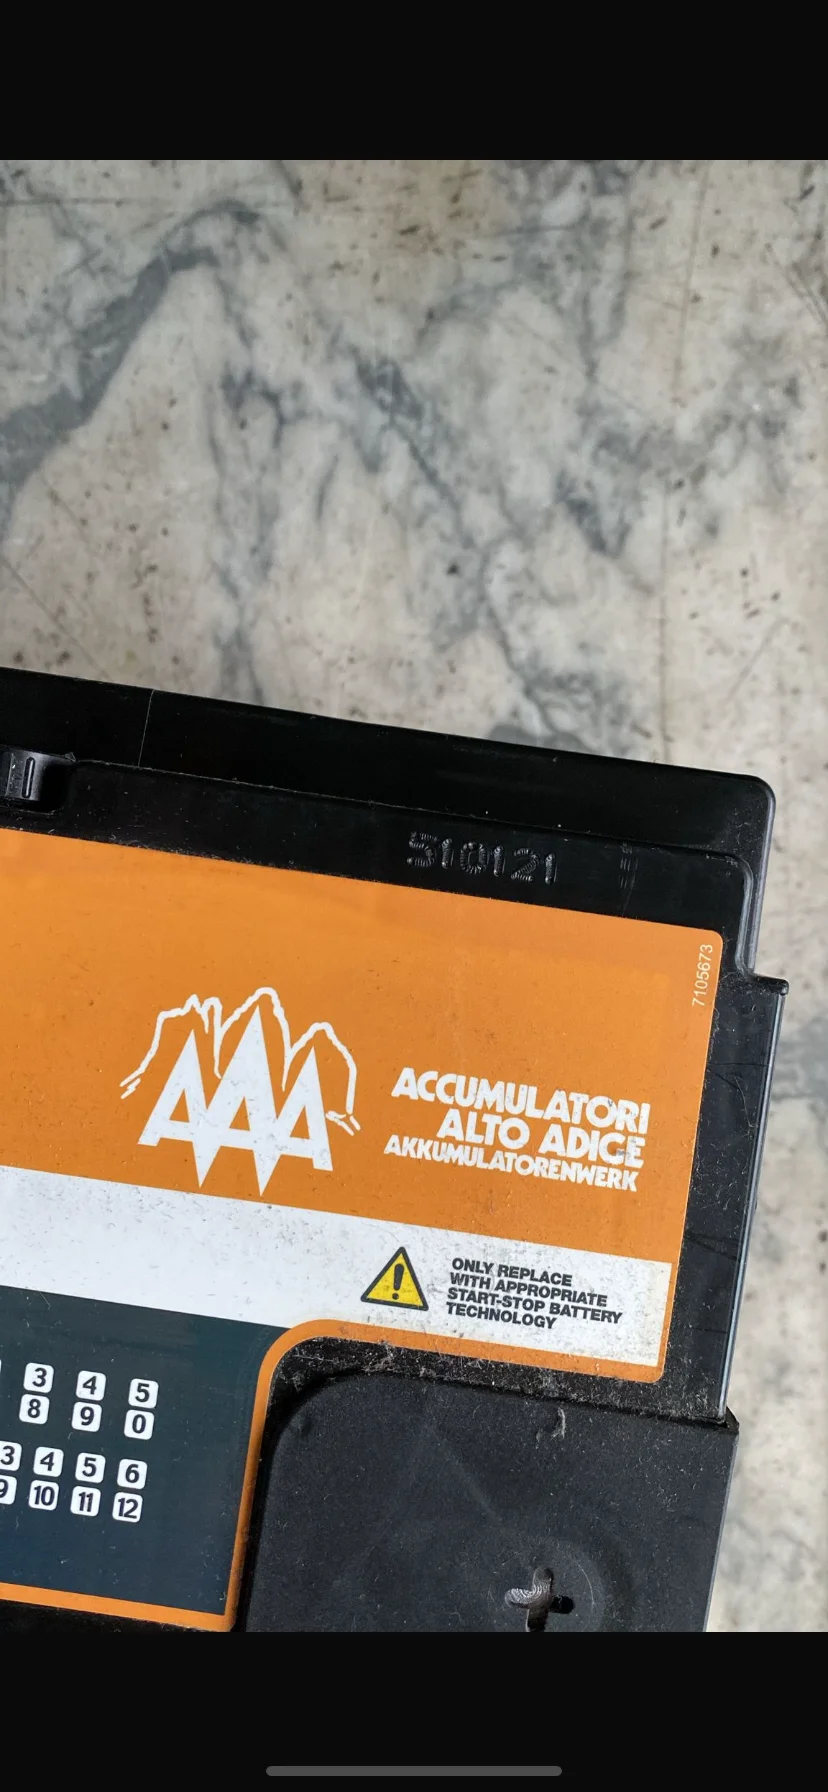 510121
7105673
AAA
ACCUMULATORI
ALTO ADIGE
AKKUMULATORENWERK
ONLY REPLACE
WITH APPROPRIATE
START-STOP BATTERY
TECHNOLOGY
3 4 5
8 9 0
3 4 5 6
9 10 11 12